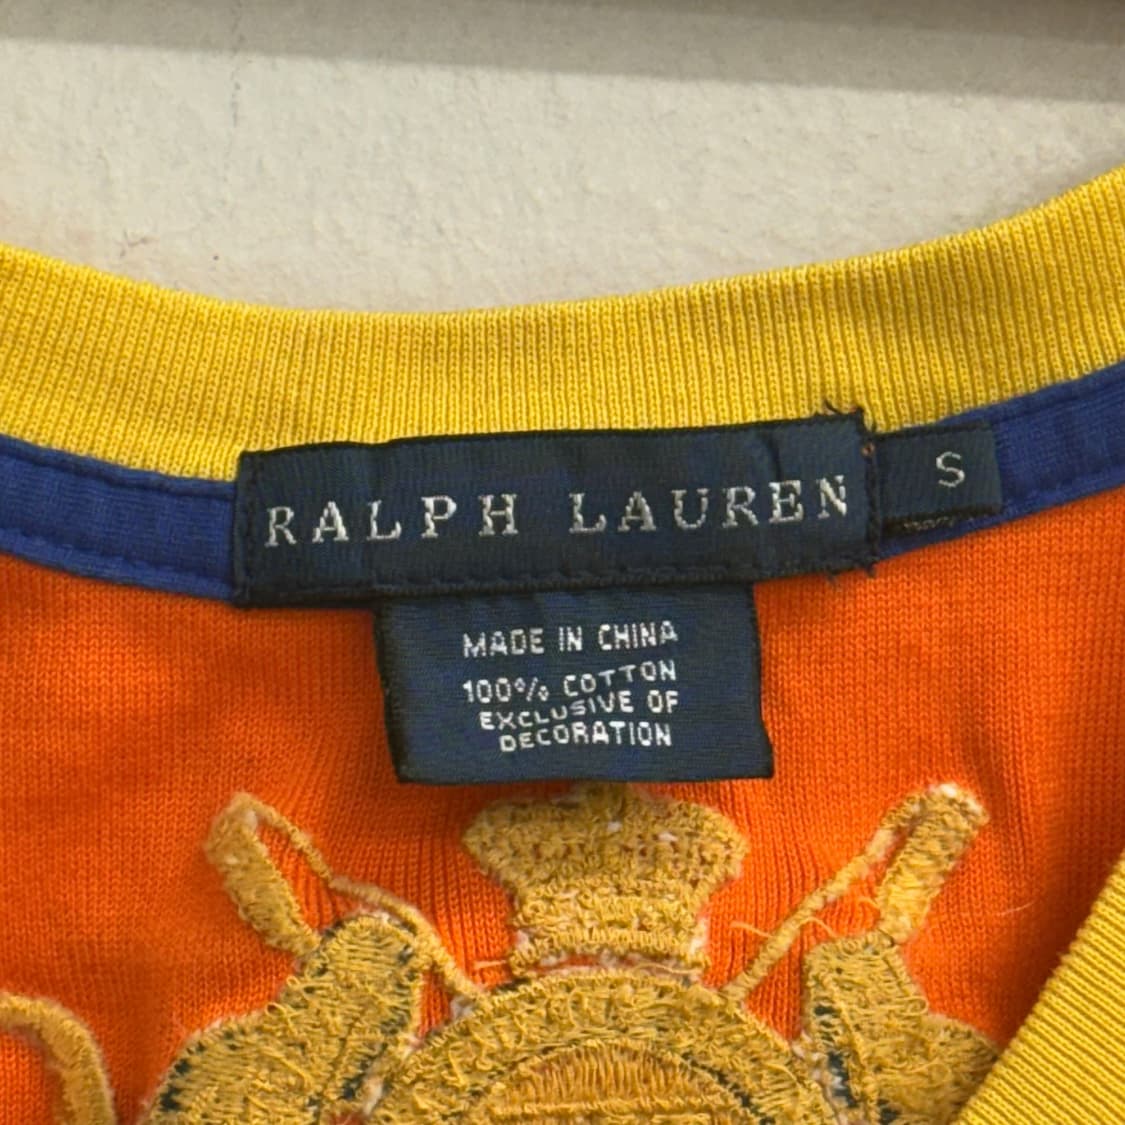 RALPH LAUREN
S
MADE IN CHINA
100% COTTON
EXCLUSIVE OF
DECORATION